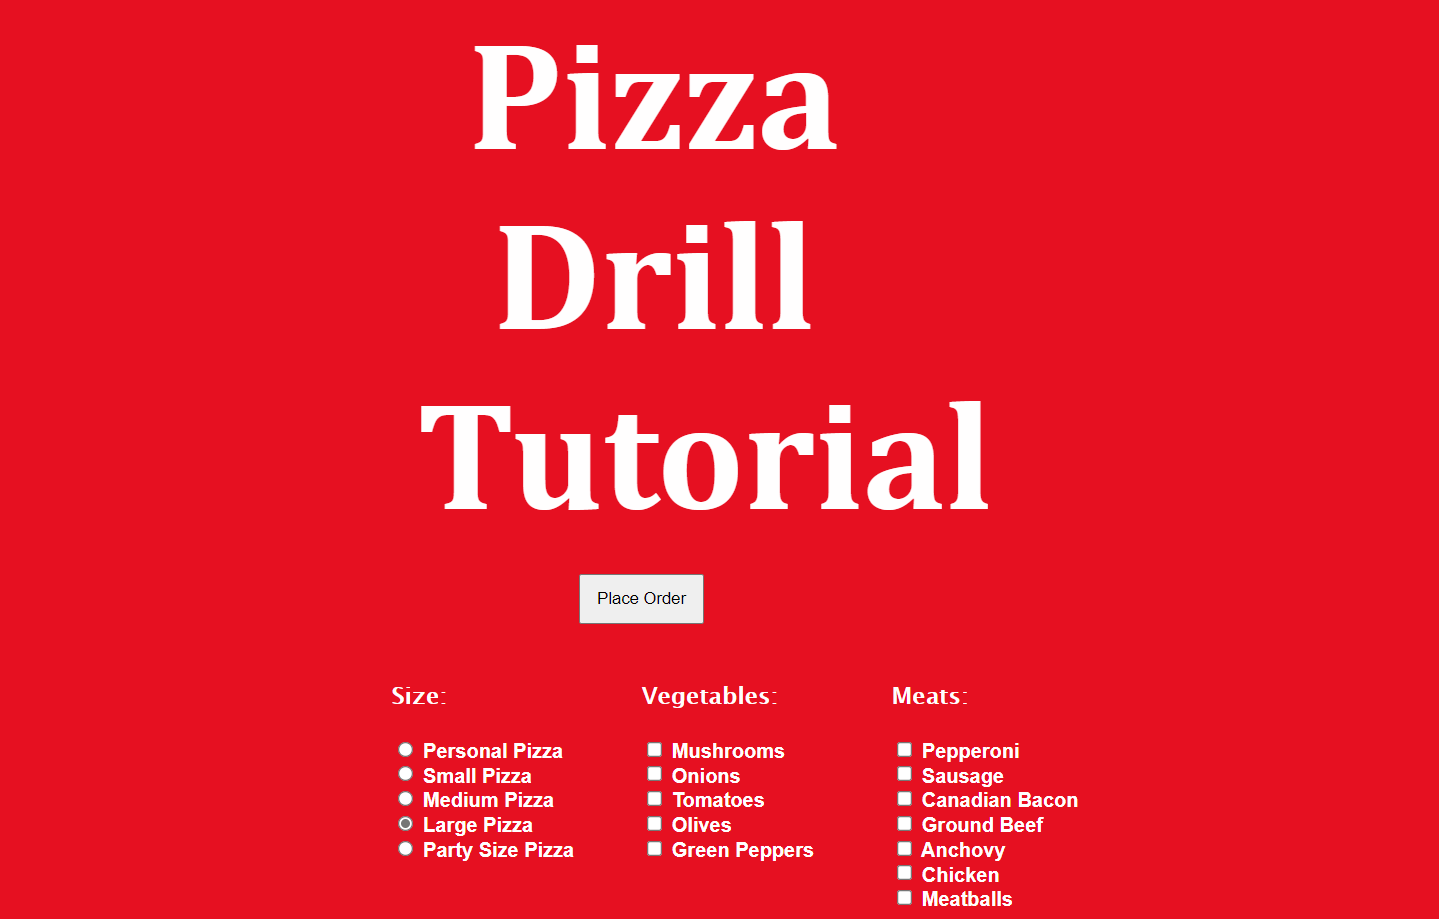 Pizza
Drill
Tutorial
Place Order
Size:
Personal Pizza
Small Pizza
Medium Pizza
Large Pizza
Party Size Pizza
Vegetables:
Mushrooms
Onions
Tomatoes
Olives
Green Peppers
Meats:
Pepperoni
Sausage
Canadian Bacon
Ground Beef
Anchovy
Chicken
Meatballs